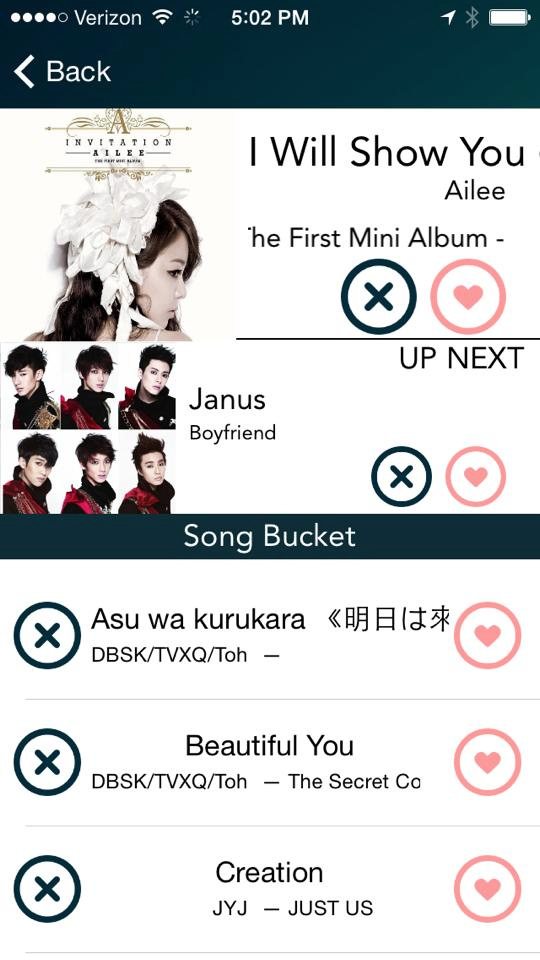 Verizon 5:02 PM
Back
A
INVITATION
AILEE
THE FIRST MINI ALBUM
I Will Show You
Ailee
The First Mini Album -
UP NEXT
Janus
Boyfriend
Song Bucket
Asu wa kurukara 《明日は來
DBSK/TVXQ/Toh —
Beautiful You
DBSK/TVXQ/Toh — The Secret Co
Creation
JYJ — JUST US